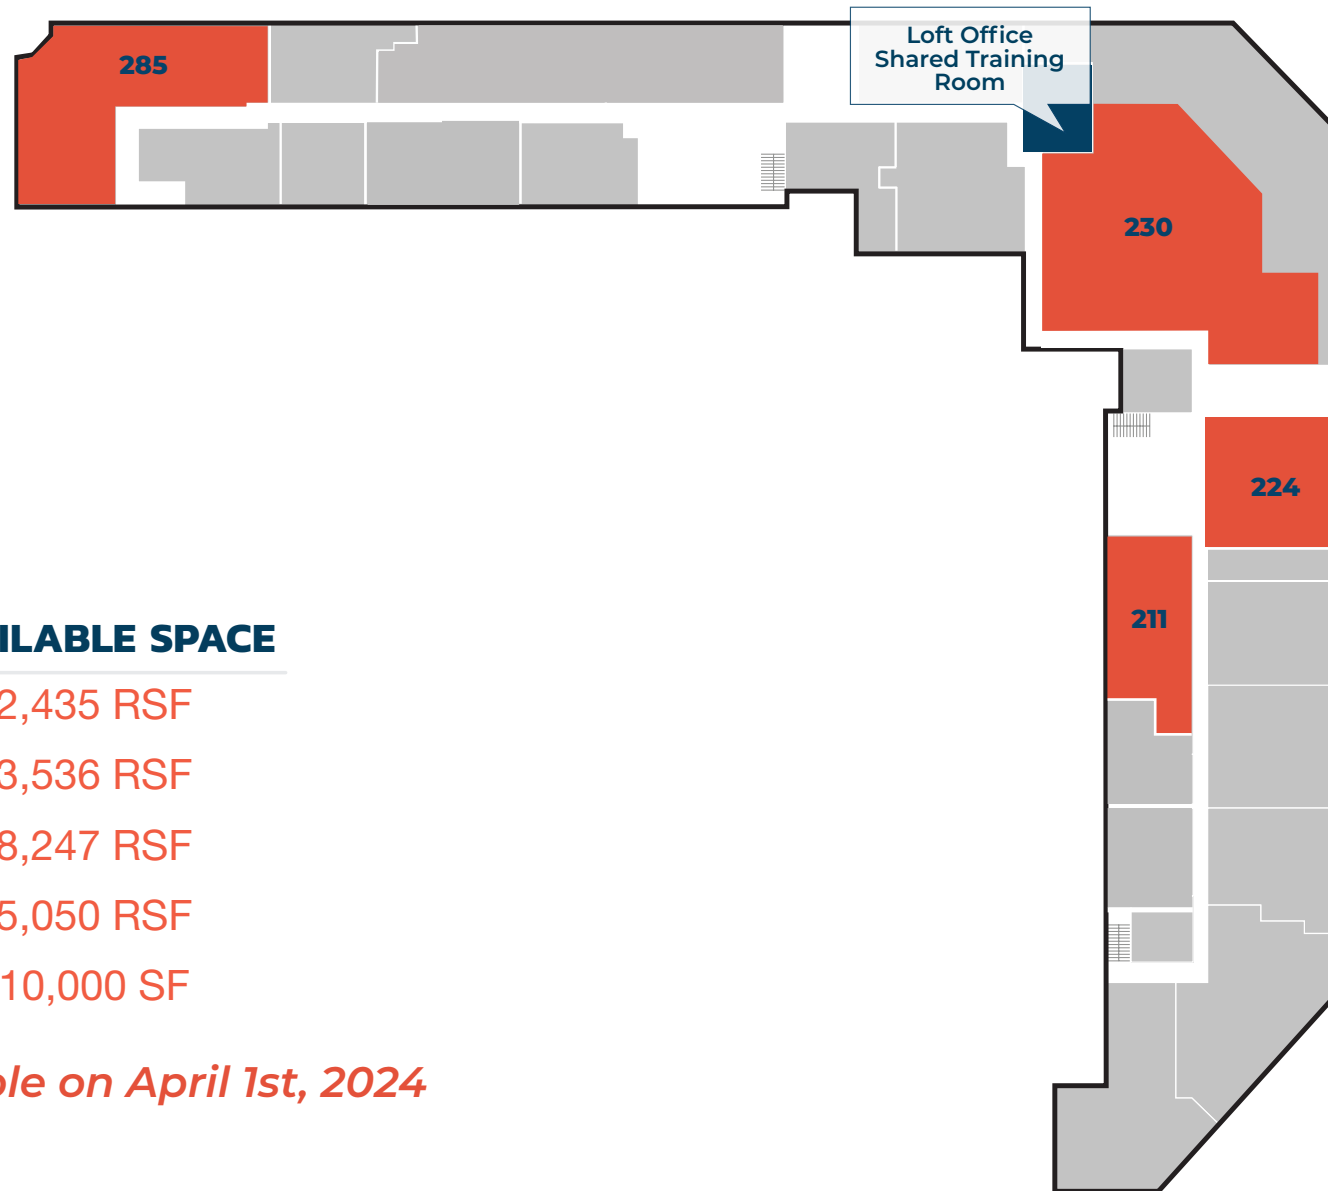 285
Loft Office
Shared Training
Room
230
224
211
ILABLE SPACE
2,435 RSF
3,536 RSF
8,247 RSF
5,050 RSF
10,000 SF
ble on April 1st, 2024